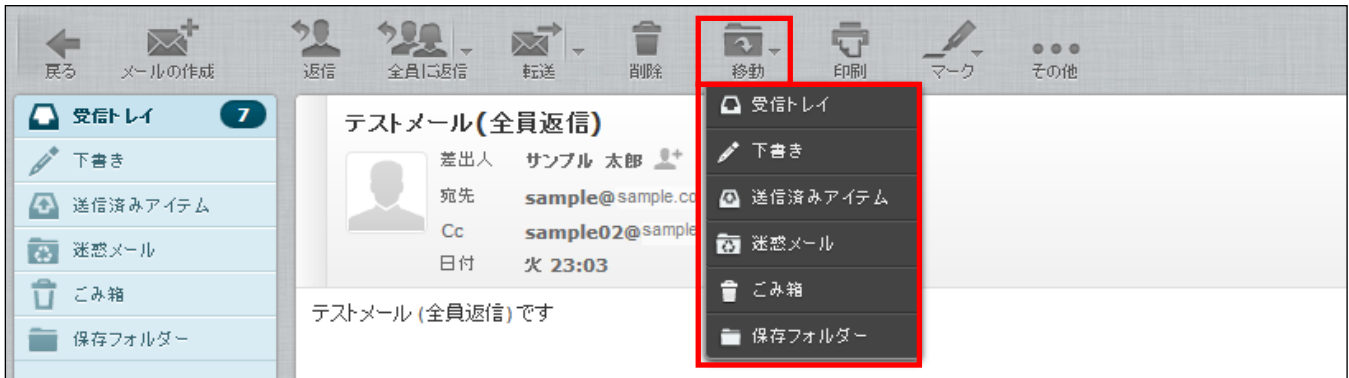 戻る メールの作成 返信 全員に返信 転送 削除 移動 印刷 マーク その他
受信トレイ 7
下書き
送信済みアイテム
迷惑メール
ごみ箱
保存フォルダー
テストメール(全員返信)
差出人 サンプル 太郎
宛先 sample@sample.co
Cc sample02@sample
日付 火 23:03
テストメール (全員返信) です
受信トレイ
下書き
送信済みアイテム
迷惑メール
ごみ箱
保存フォルダー